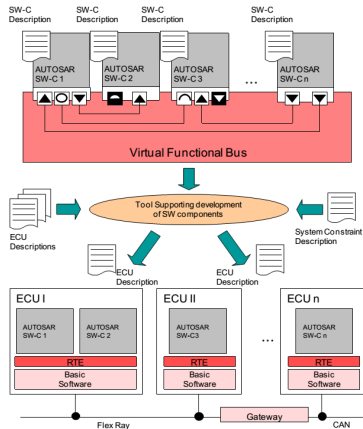 SW-C
Description
SW-C
Description
SW-C
Description
SW-C
Description
AUTOSAR
SW-C 1
AUTOSAR
SW-C 2
AUTOSAR
SW-C 3
...
AUTOSAR
SW-C n
Virtual Functional Bus
Tool Supporting development
of SW components
ECU
Descriptions
System Constraint
Description
ECU
Description
ECU
Description
ECU I
ECU II
ECU n
AUTOSAR
SW-C 1
AUTOSAR
SW-C 2
AUTOSAR
SW-C3
...
AUTOSAR
SW-C n
RTE
RTE
RTE
Basic
Software
Basic
Software
Basic
Software
Gateway
Flex Ray
CAN